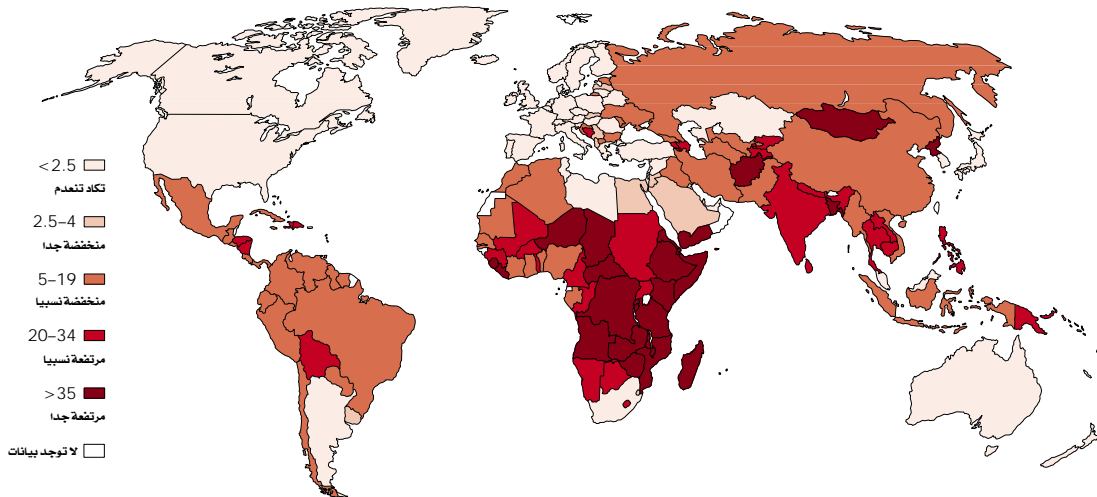 <2.5
تكاد تنعدم
2.5–4
منخفضة جدا
5–19
منخفضة نسبيا
20–34
مرتفعة نسبيا
>35
مرتفعة جدا
لا توجد بيانات